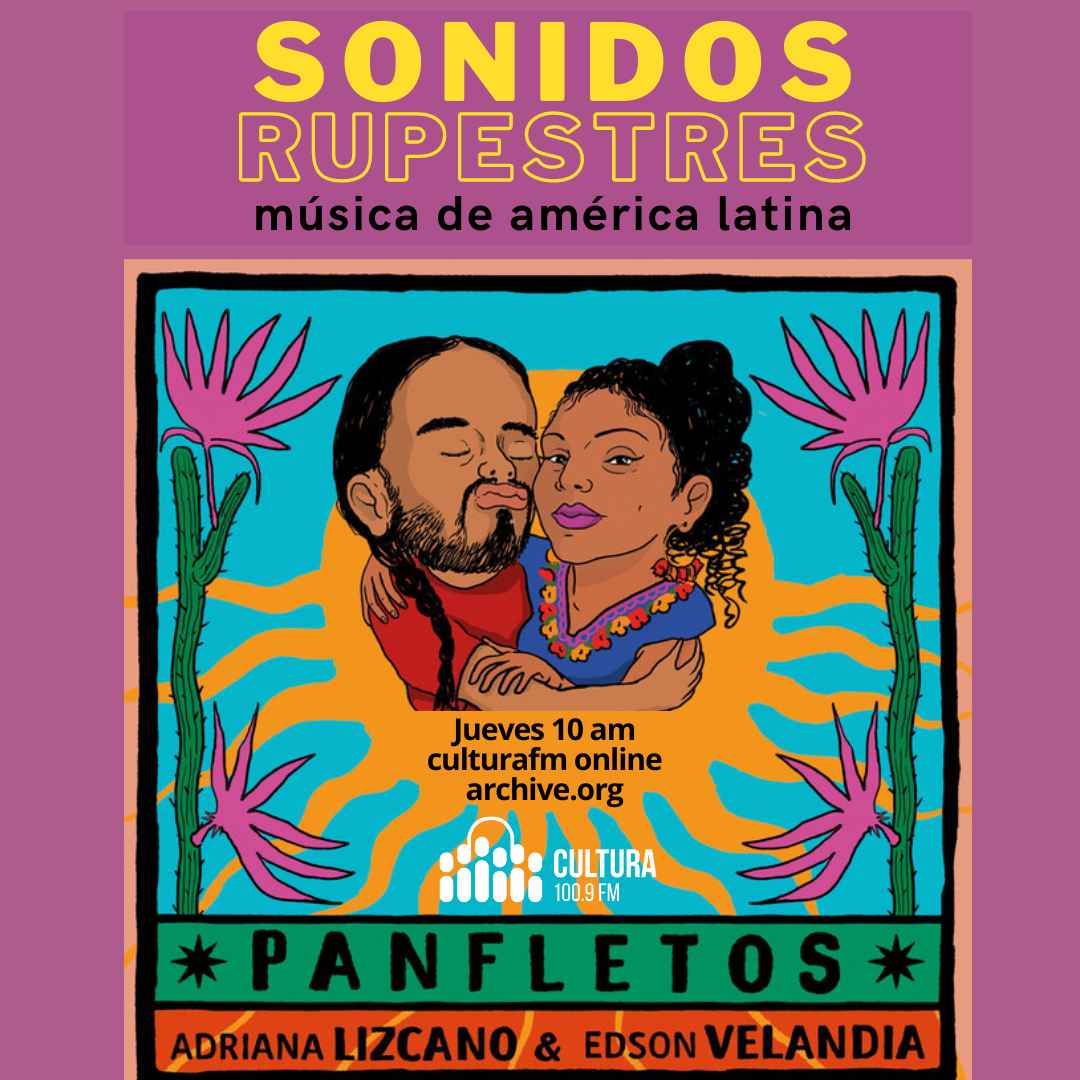 SONIDOS
RUPESTRES
música de américa latina
Jueves 10 am
culturafm online
archive.org
CULTURA
100.9 FM
PANFLETOS
ADRIANA LIZCANO & EDSON VELANDIA